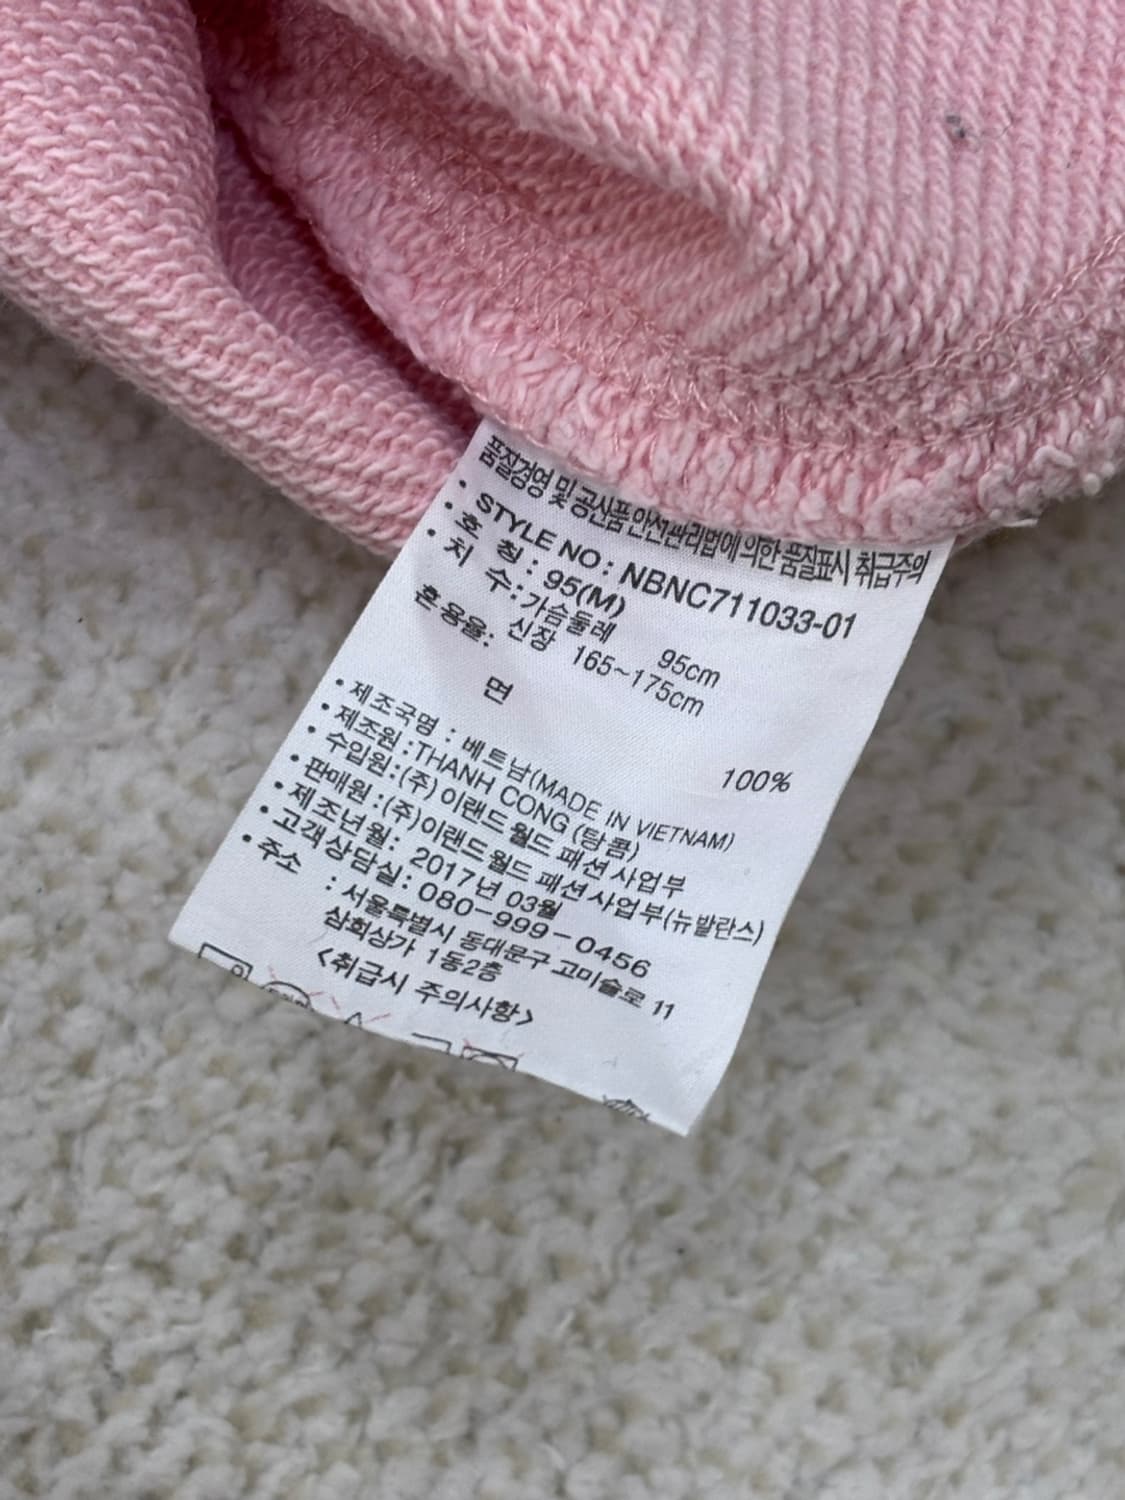 품질경영 및 공산품 안전관리법에 의한 품질표시 취급주의
• STYLE NO : NBNC711033-01
• 호 칭 : 95(M)
• 치 수 : 가슴둘레 95cm
신장 165~175cm
혼용율:
면 100%
• 제조국명 : 베트남(MADE IN VIETNAM)
• 제조원 : THANH CONG (탕콤)
• 수입원 : (주)이랜드월드 패션사업부
• 판매원 : (주)이랜드월드 패션사업부(뉴발란스)
• 제조년월: 2017년 03월
• 고객상담실: 080-999-0456
• 주소 : 서울특별시 동대문구 고미술로 11
삼희상가 1동2층
<취급시 주의사항>